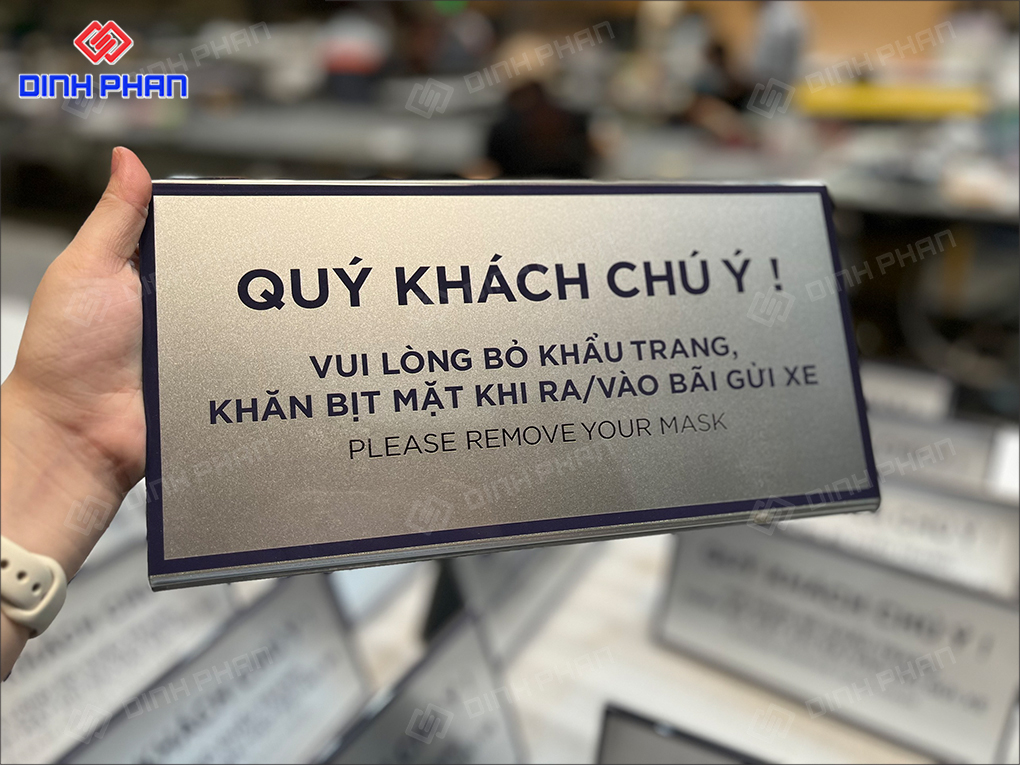 DINH PHAN
QUÝ KHÁCH CHÚ Ý !
VUI LÒNG BỎ KHẨU TRANG,
KHĂN BỊT MẶT KHI RA/VÀO BÃI GỬI XE
PLEASE REMOVE YOUR MASK